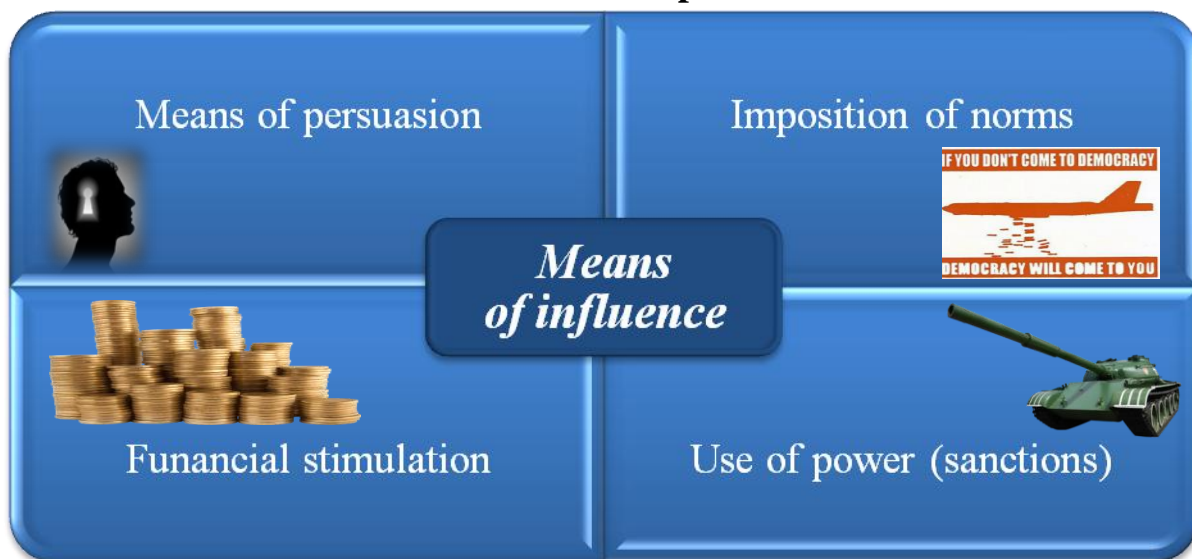 Means of persuasion
Imposition of norms
IF YOU DON'T COME TO DEMOCRACY
DEMOCRACY WILL COME TO YOU
Means
of influence
Funancial stimulation
Use of power (sanctions)